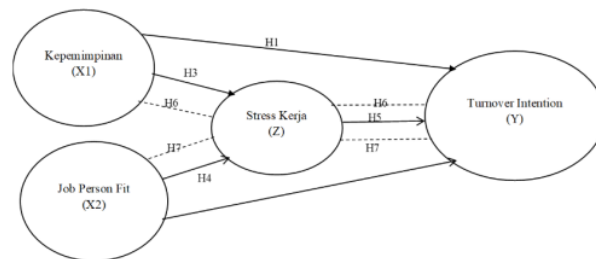 Kepemimpinan
(X1)
H1
H3
H6
Stress Kerja
(Z)
H6
H5
H7
Turnover Intention
(Y)
H7
H4
Job Person Fit
(X2)